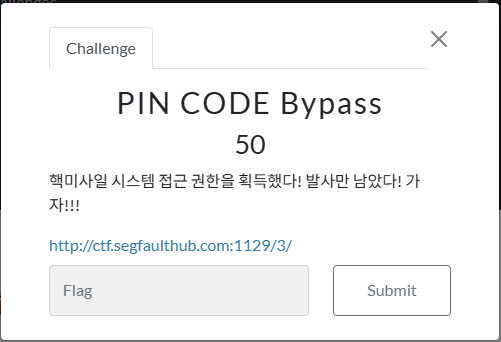 Challenge
PIN CODE Bypass
50
핵미사일 시스템 접근 권한을 획득했다! 발사만 남았다! 가
자!!!
http://ctf.segfaulthub.com:1129/3/
Flag
Submit